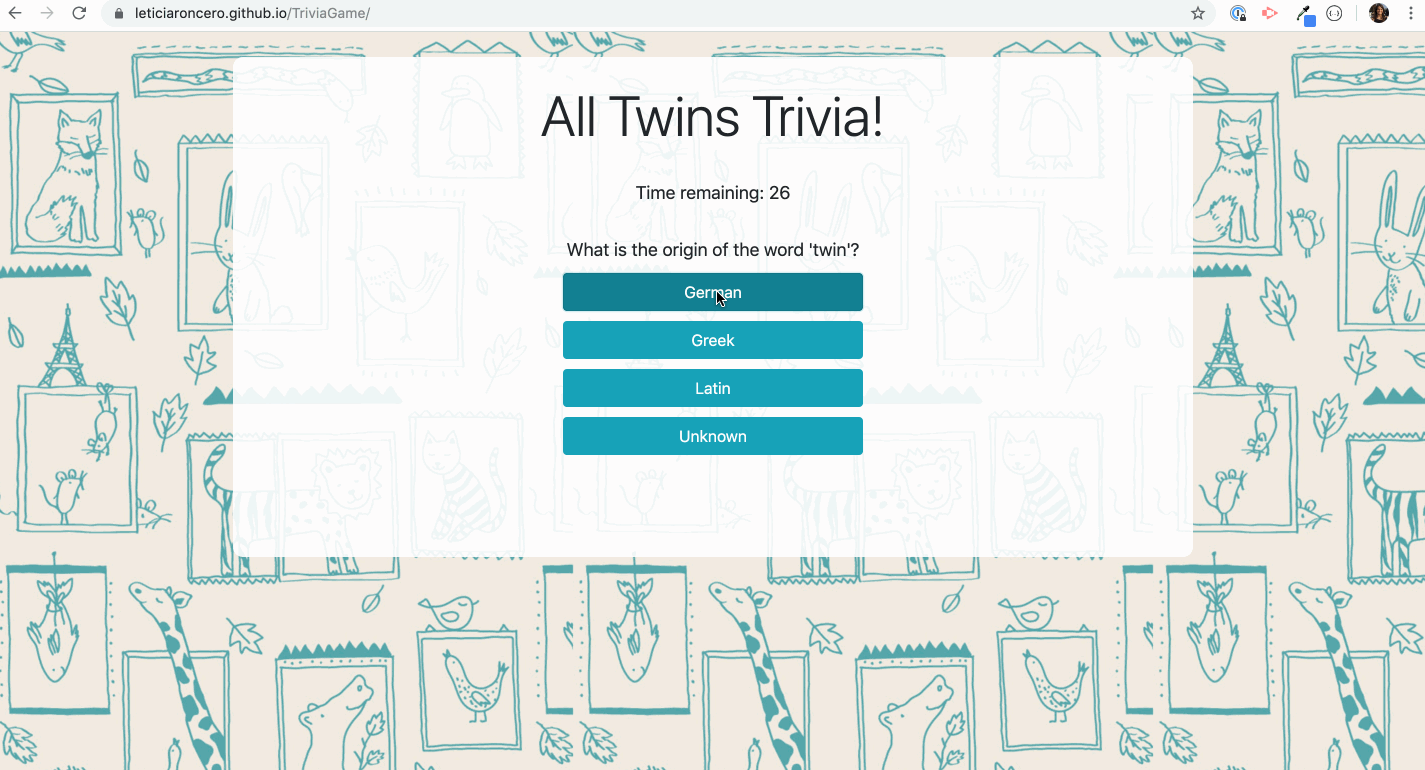 leticiaroncero.github.io/TriviaGame/
All Twins Trivia!
Time remaining: 26
What is the origin of the word 'twin'?
German
Greek
Latin
Unknown